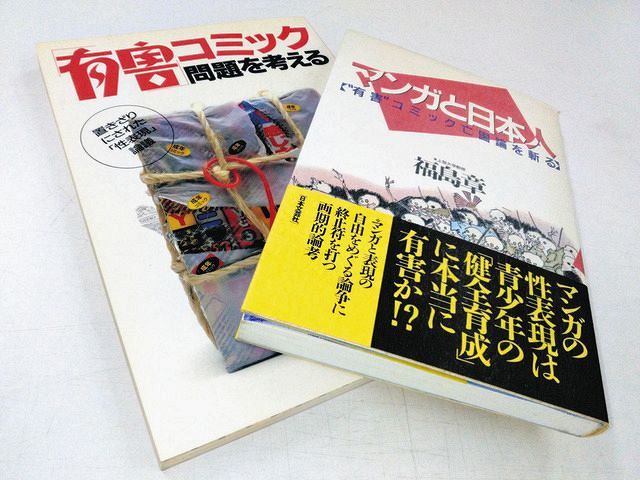 「有害」コミック
問題を考える
置きざり
にされた
「性表現」
論議
マンガと日本人
【"有害"コミック亡国論を斬る】
福島章
日本文芸社
マンガと表現の
自由をめぐる論争に
終止符を打つ
画期的論考
マンガの
性表現は
青少年の
「健全育成」
に本当に
有害か!?